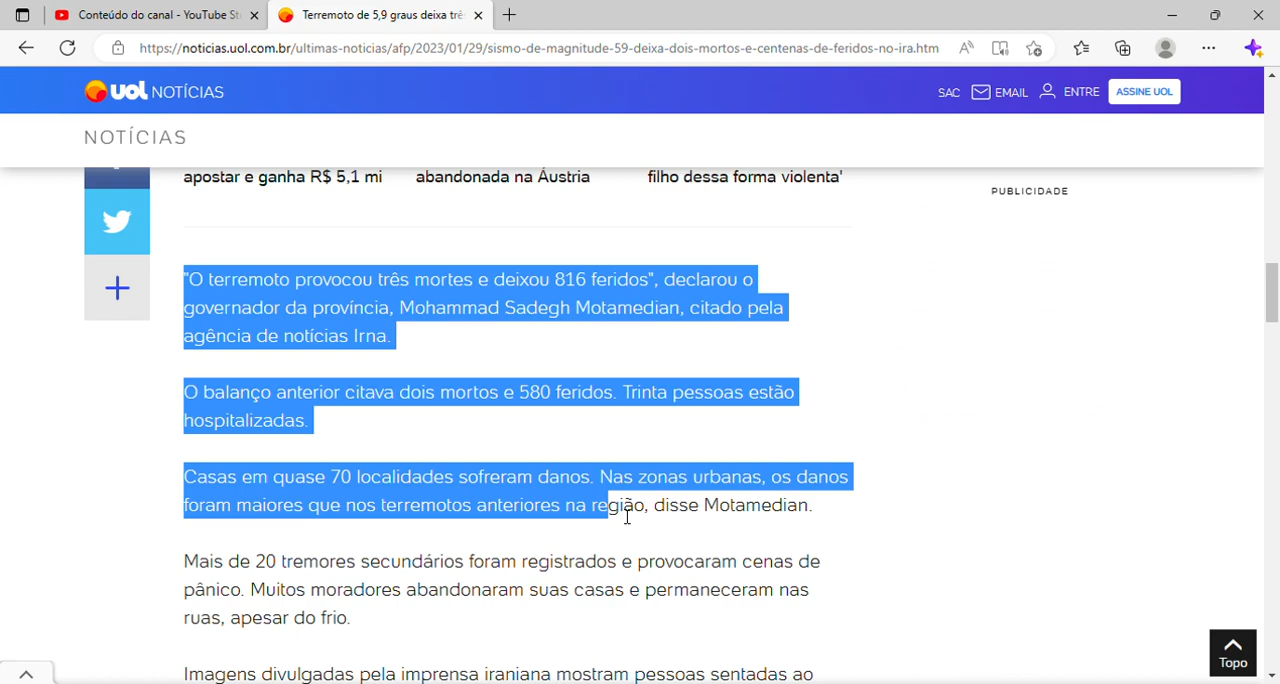 Conteúdo do canal - YouTube St
Terremoto de 5,9 graus deixa trê
https://noticias.uol.com.br/ultimas-noticias/afp/2023/01/29/sismo-de-magnitude-59-deixa-dois-mortos-e-centenas-de-feridos-no-ira.htm
UOL NOTÍCIAS
SAC EMAIL ENTRE ASSINE UOL
NOTÍCIAS
apostar e ganha R$ 5,1 mi
abandonada na Áustria
filho dessa forma violenta'
PUBLICIDADE
"O terremoto provocou três mortes e deixou 816 feridos", declarou o
governador da província, Mohammad Sadegh Motamedian, citado pela
agência de notícias Irna.
O balanço anterior citava dois mortos e 580 feridos. Trinta pessoas estão
hospitalizadas.
Casas em quase 70 localidades sofreram danos. Nas zonas urbanas, os danos
foram maiores que nos terremotos anteriores na região, disse Motamedian.
Mais de 20 tremores secundários foram registrados e provocaram cenas de
pânico. Muitos moradores abandonaram suas casas e permaneceram nas
ruas, apesar do frio.
Imagens divulgadas pela imprensa iraniana mostram pessoas sentadas ao
Topo